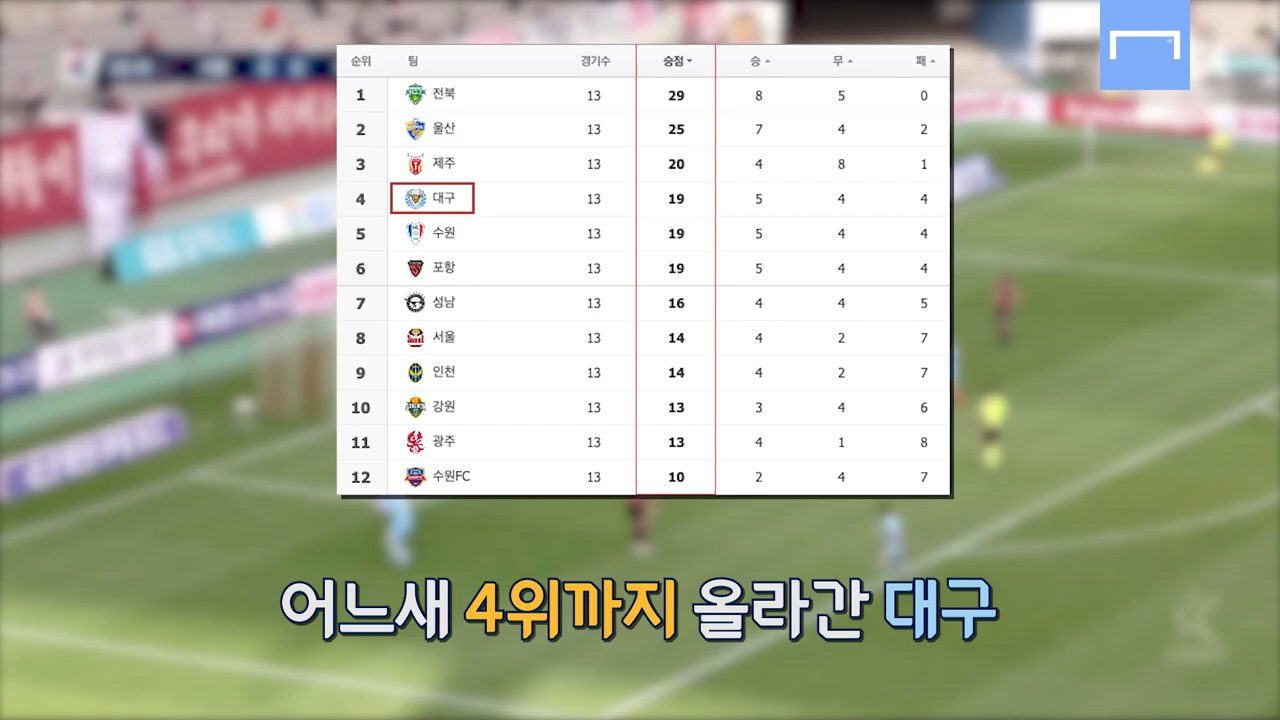 순위 팀 경기수 승점 승 무 패
1 전북 13 29 8 5 0
2 울산 13 25 7 4 2
3 제주 13 20 4 8 1
4 대구 13 19 5 4 4
5 수원 13 19 5 4 4
6 포항 13 19 5 4 4
7 성남 13 16 4 4 5
8 서울 13 14 4 2 7
9 인천 13 14 4 2 7
10 강원 13 13 3 4 6
11 광주 13 13 4 1 8
12 수원FC 13 10 2 4 7
어느새 4위까지 올라간 대구